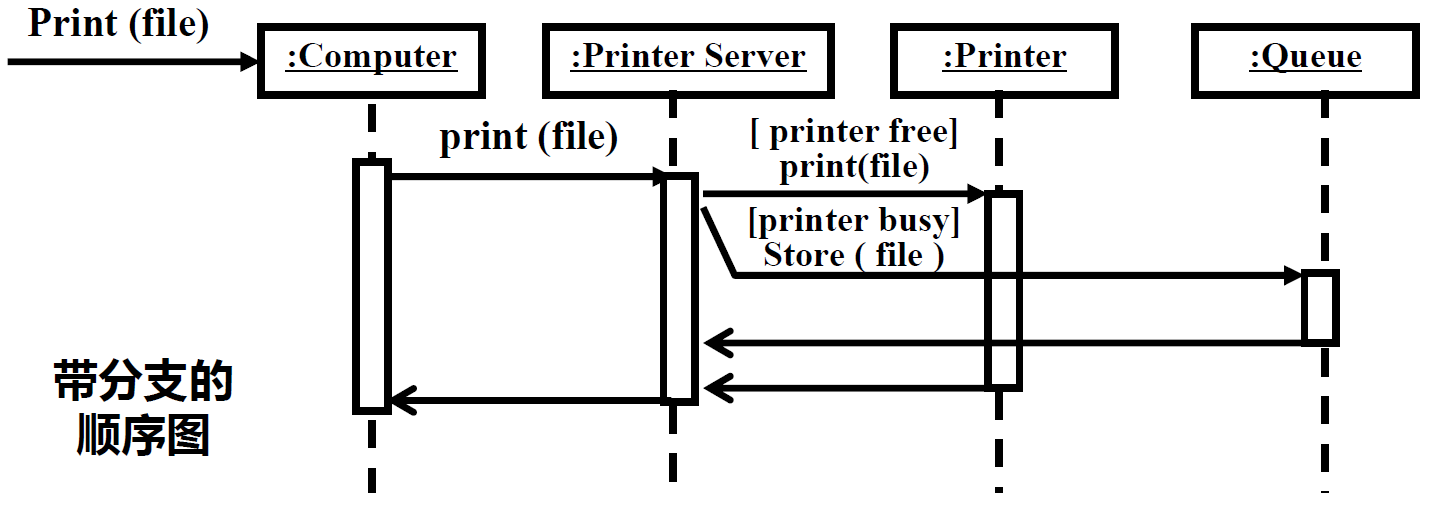 Print (file)
:Computer
:Printer Server
:Printer
:Queue
print (file)
[ printer free]
print(file)
[printer busy]
Store ( file )
带分支的
顺序图